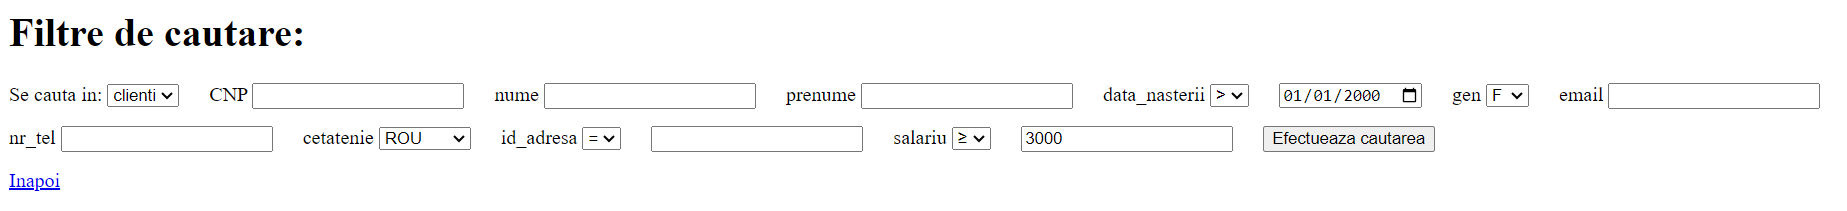 Filtre de cautare:
Se cauta in: clienti CNP nume prenume data_nasterii > 01/01/2000 gen F email
nr_tel cetatenie ROU id_adresa = salariu ≥ 3000 Efectueaza cautarea
Inapoi